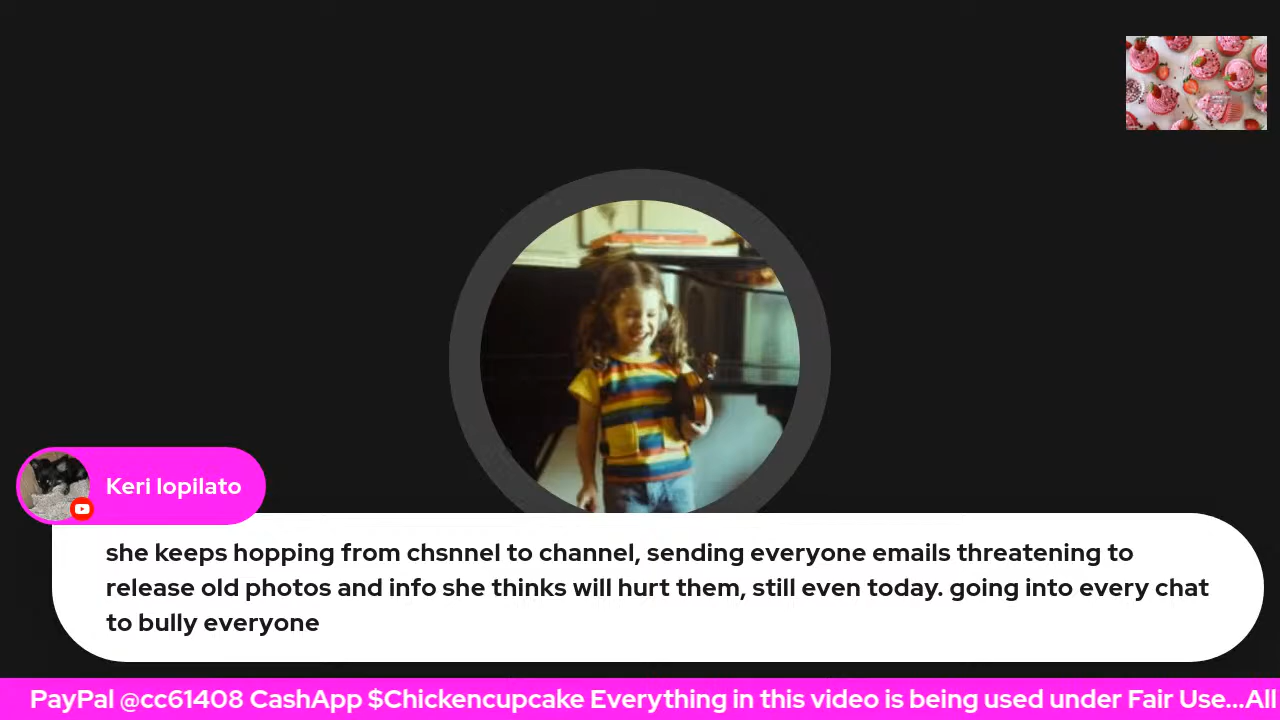 Keri lopilato
she keeps hopping from chsnnel to channel, sending everyone emails threatening to
release old photos and info she thinks will hurt them, still even today. going into every chat
to bully everyone
PayPal @cc61408 CashApp $Chickencupcake Everything in this video is being used under Fair Use...All